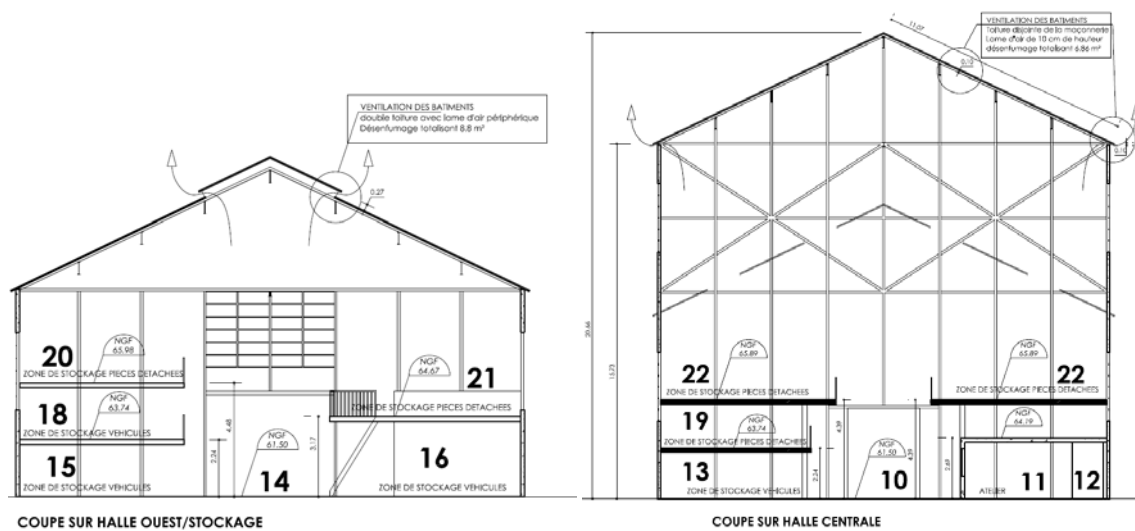 VENTILATION DES BATIMENTS
double toiture avec lame d'air périphérique
Désenfumage totalisant 8.8 m²
0.27
20
NGF
65.98
ZONE DE STOCKAGE PIECES DETACHEES
18
NGF
63.74
ZONE DE STOCKAGE VEHICULES
15
ZONE DE STOCKAGE VEHICULES
2.24
4.48
NGF
61.50
14
3.17
NGF
64.67
21
ZONE DE STOCKAGE PIECES DETACHEES
16
ZONE DE STOCKAGE VEHICULES
COUPE SUR HALLE OUEST/STOCKAGE
11.07
VENTILATION DES BATIMENTS
Toiture disjointe de la maçonnerie
Lame d'air de 10 cm de hauteur
désenfumage totalisant 6.86 m²
0.10
0.10
20.66
15.73
NGF
65.89
22
ZONE DE STOCKAGE PIECES DETACHEES
NGF
65.89
22
ZONE DE STOCKAGE PIECES DETACHEES
19
NGF
63.74
ZONE DE STOCKAGE PIECES DETACHEES
13
ZONE DE STOCKAGE VEHICULES
2.24
4.39
NGF
61.50
10
4.39
2.69
NGF
64.19
ATELIER
11
12
COUPE SUR HALLE CENTRALE